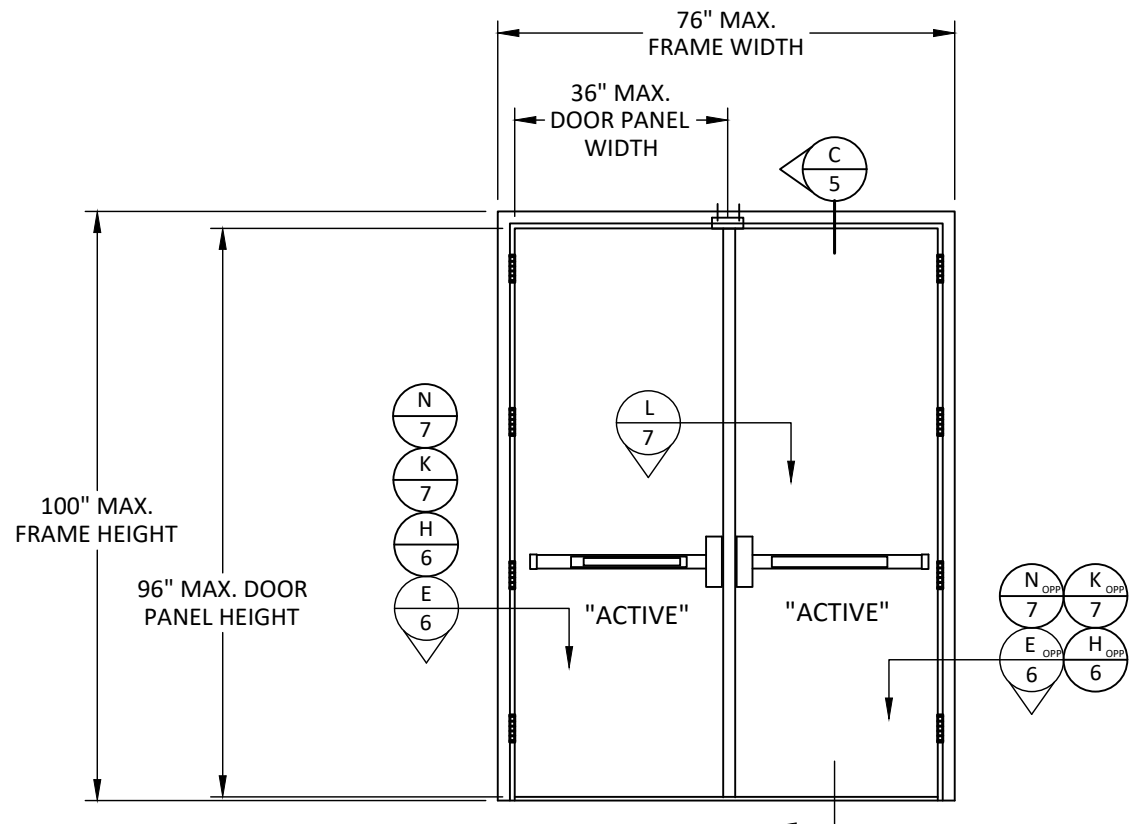 76" MAX.
FRAME WIDTH
36" MAX.
DOOR PANEL
WIDTH
C
5
N
7
K
7
H
6
E
6
L
7
100" MAX.
FRAME HEIGHT
96" MAX. DOOR
PANEL HEIGHT
"ACTIVE"
"ACTIVE"
N OPP
7
K OPP
7
E OPP
6
H OPP
6